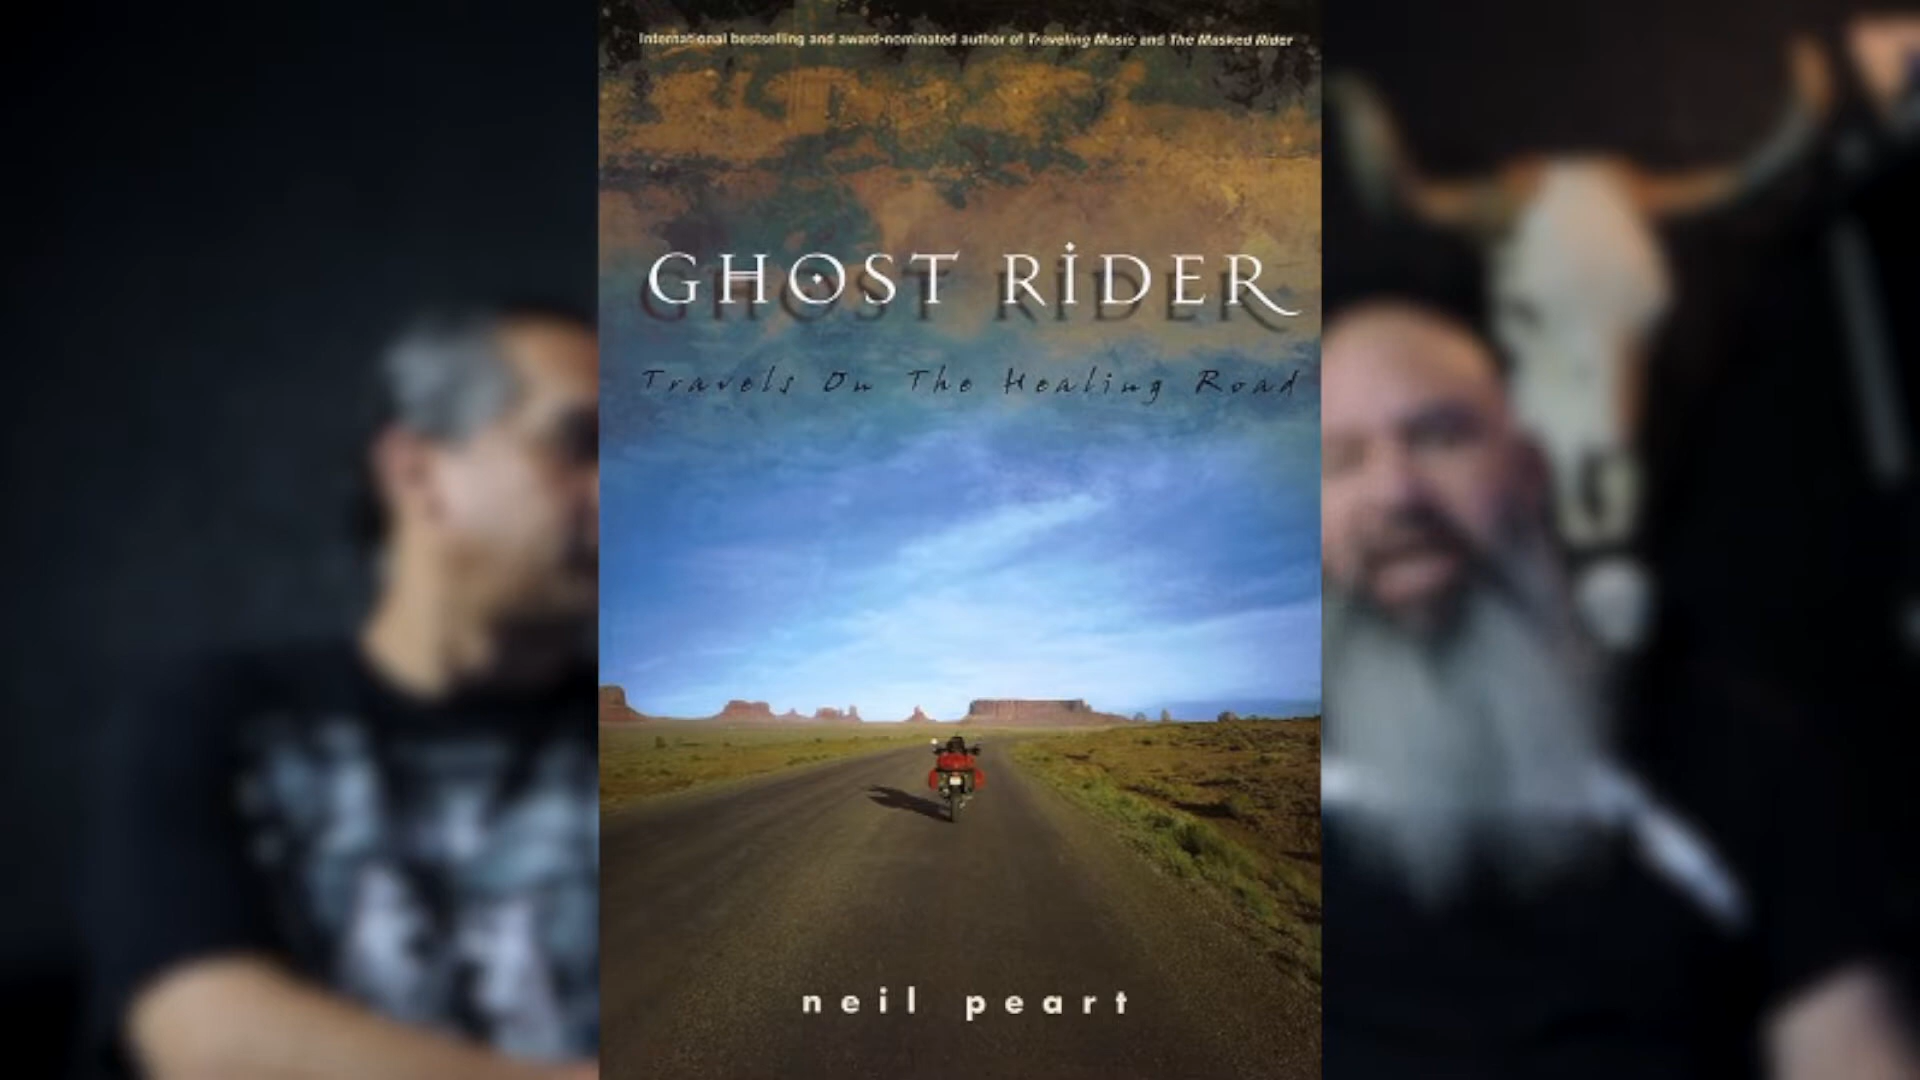 International bestselling and award-nominated author of Traveling Music and The Masked Rider
GHOST RIDER
Travels On The Healing Road
neil peart